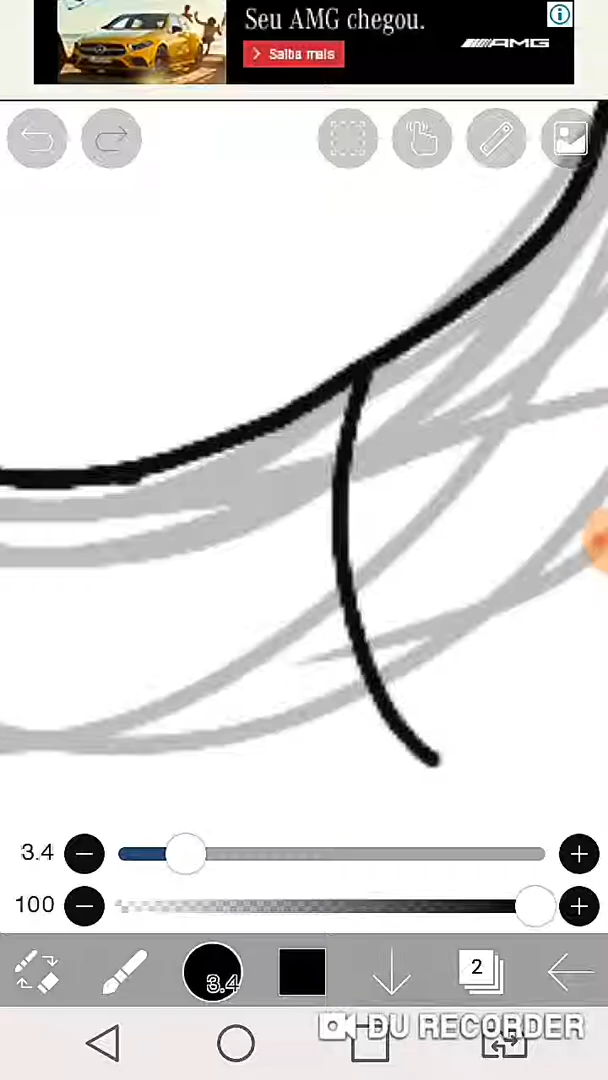 Seu AMG chegou.
> Saiba mais
AMG
3.4
100
3.4
2
DU RECORDER